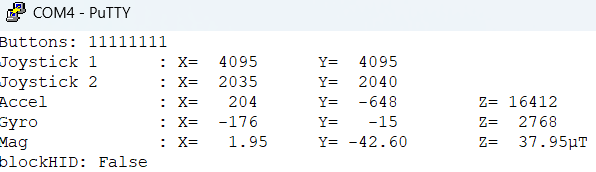 COM4 - PuTTY
Buttons: 11111111
Joystick 1      : X=  4095      Y=  4095
Joystick 2      : X=  2035      Y=  2040
Accel           : X=   204      Y=  -648        Z= 16412
Gyro            : X=  -176      Y=   -15        Z=  2768
Mag             : X=   1.95     Y= -42.60       Z=  37.95µT
blockHID: False